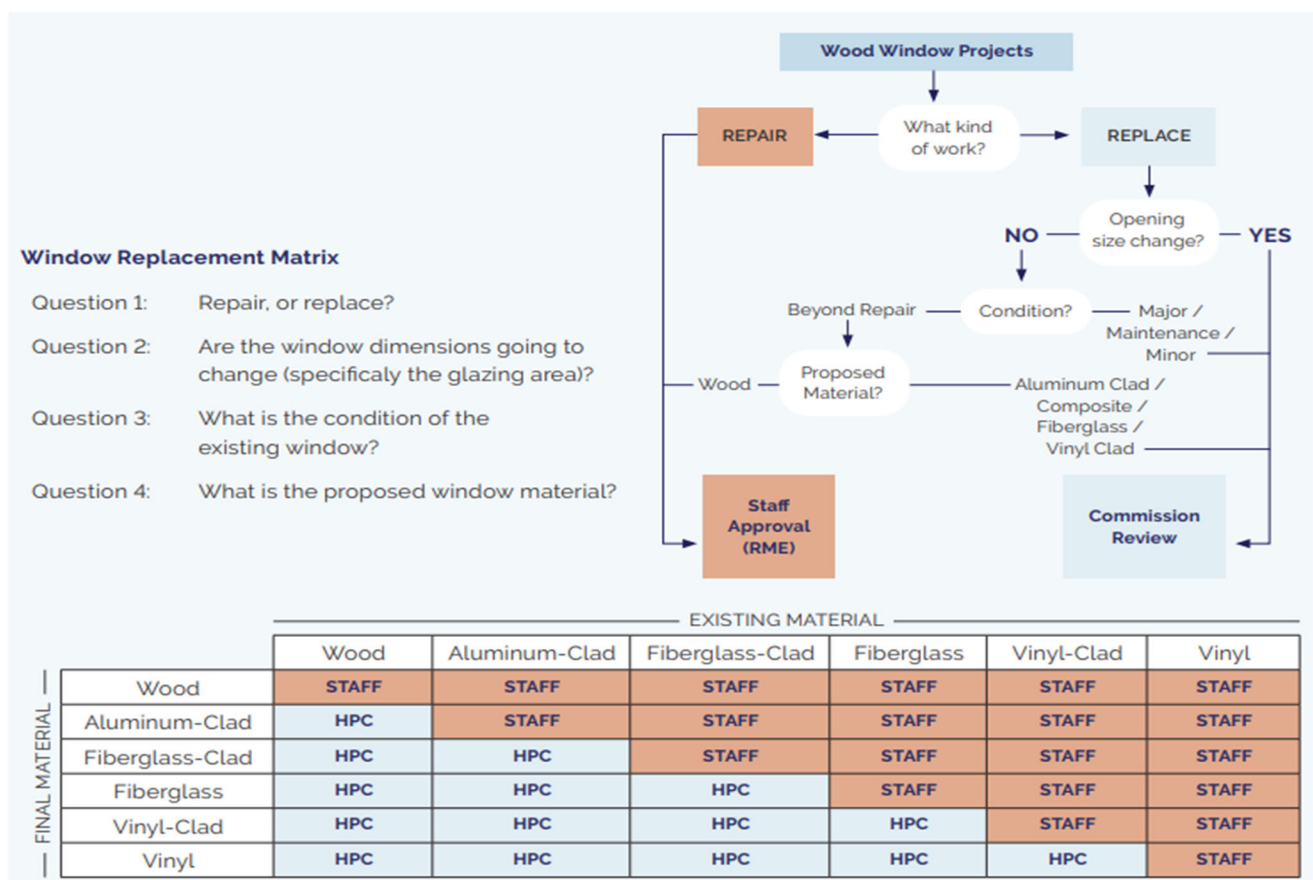 Wood Window Projects
What kind
of work?
REPAIR
REPLACE
Opening
size change?
NO
YES
Condition?
Beyond Repair
Major /
Maintenance /
Minor
Proposed
Material?
Wood
Aluminum Clad /
Composite /
Fiberglass /
Vinyl Clad
Staff
Approval
(RME)
Commission
Review
Window Replacement Matrix
Question 1: Repair, or replace?
Question 2: Are the window dimensions going to
change (specificaly the glazing area)?
Question 3: What is the condition of the
existing window?
Question 4: What is the proposed window material?
EXISTING MATERIAL
Wood Aluminum-Clad Fiberglass-Clad Fiberglass Vinyl-Clad Vinyl
FINAL MATERIAL
Wood STAFF STAFF STAFF STAFF STAFF STAFF
Aluminum-Clad HPC STAFF STAFF STAFF STAFF STAFF
Fiberglass-Clad HPC HPC STAFF STAFF STAFF STAFF
Fiberglass HPC HPC HPC STAFF STAFF STAFF
Vinyl-Clad HPC HPC HPC HPC STAFF STAFF
Vinyl HPC HPC HPC HPC HPC STAFF